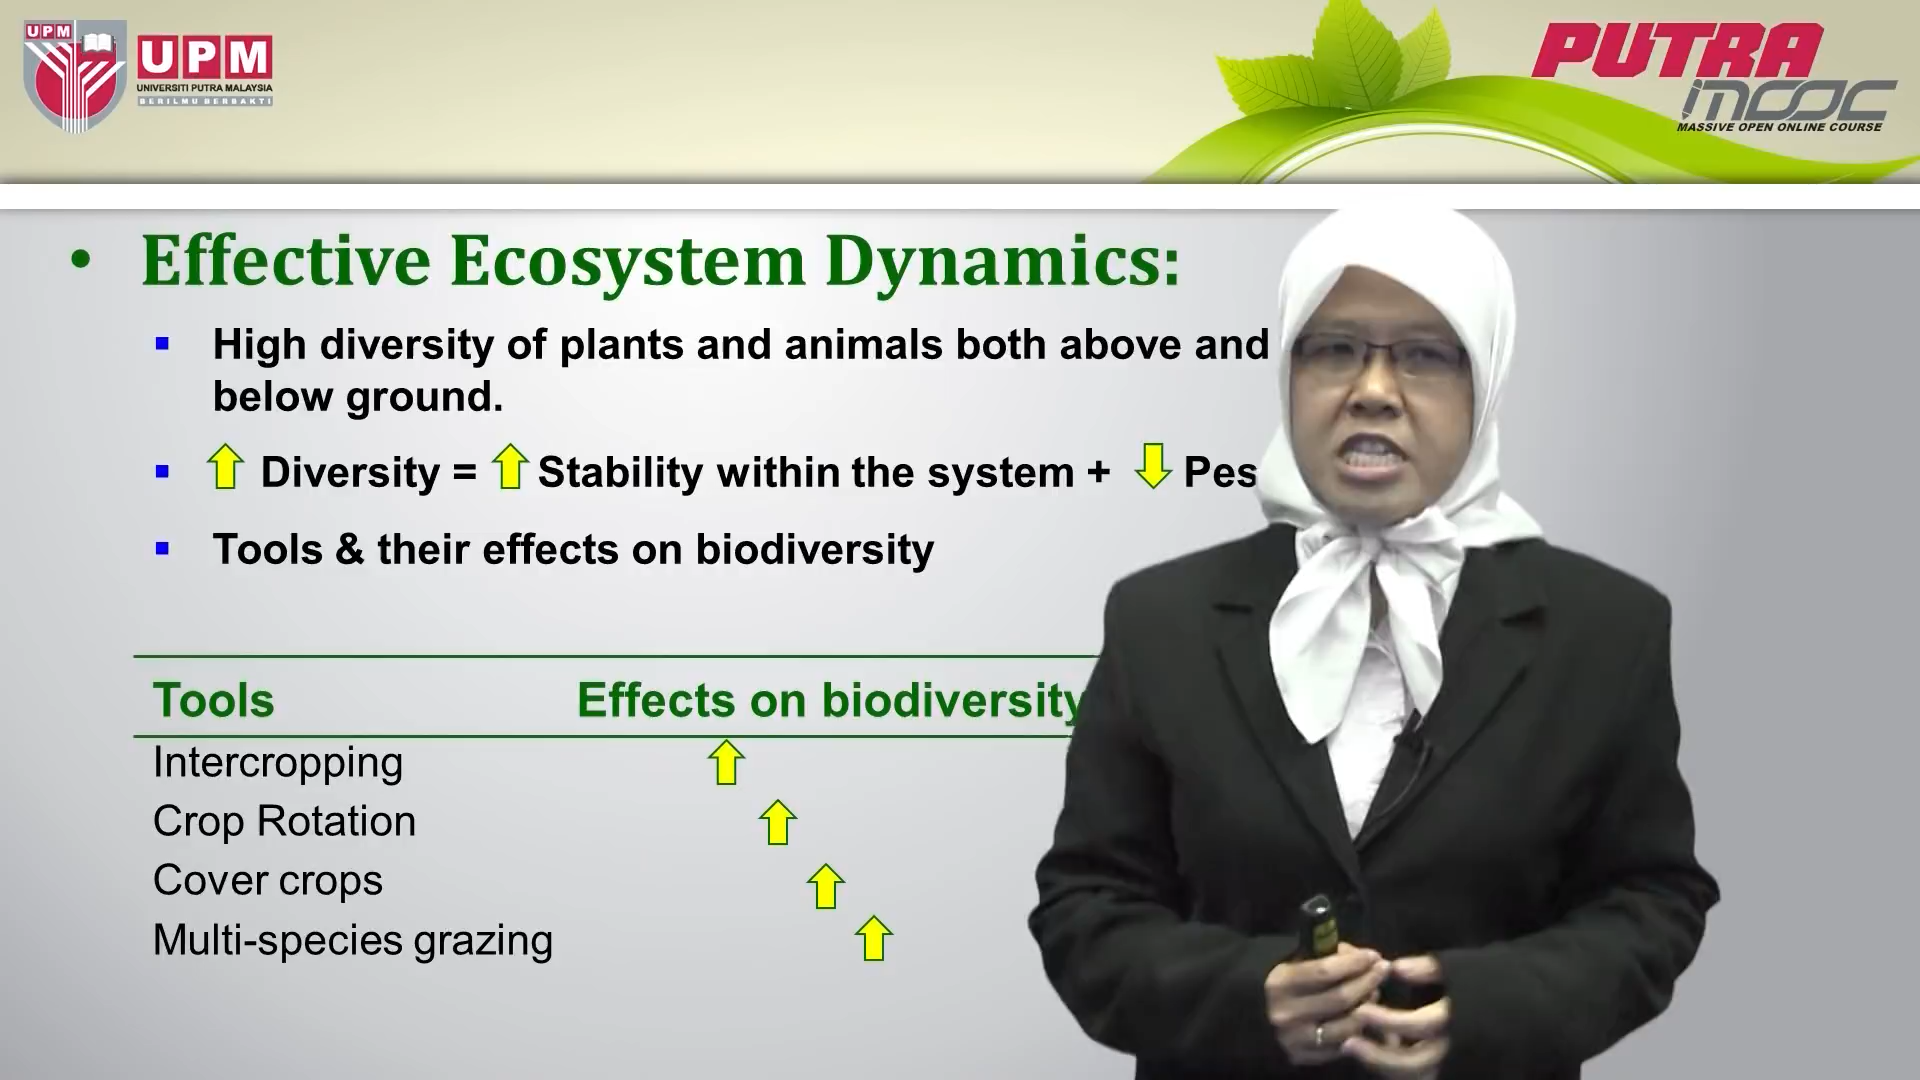 UPM
UPM
UNIVERSITI PUTRA MALAYSIA
BERILMU BERBAKTI
PUTRA
mooc
MASSIVE OPEN ONLINE COURSE
• Effective Ecosystem Dynamics:
▪ High diversity of plants and animals both above and
below ground.
▪ ⬆ Diversity = ⬆ Stability within the system + ⬇ Pes
▪ Tools & their effects on biodiversity
Tools Effects on biodiversity
Intercropping ⬆
Crop Rotation ⬆
Cover crops ⬆
Multi-species grazing ⬆